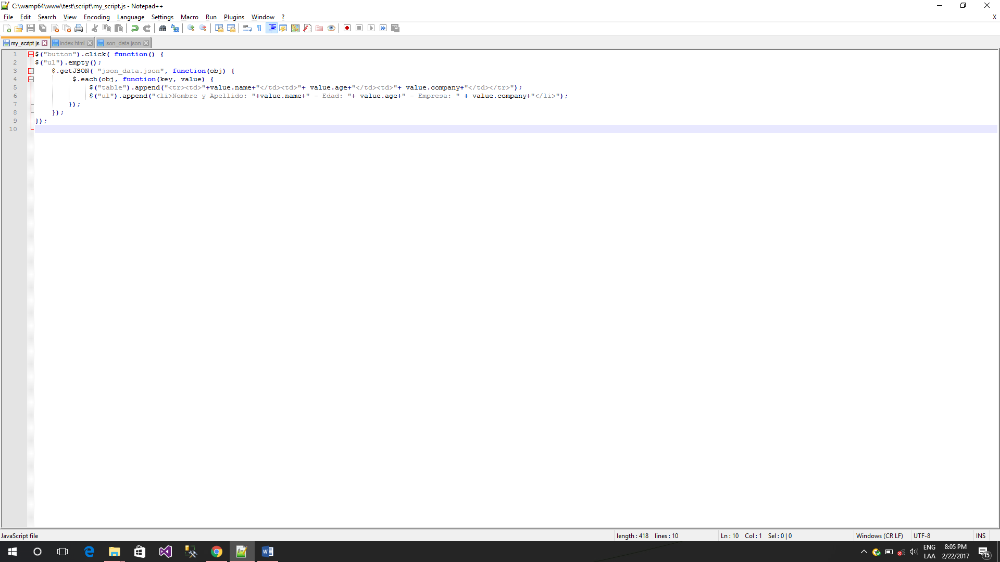 C:\wamp64\www\test\script\my_script.js - Notepad++
File Edit Search View Encoding Language Settings Macro Run Plugins Window ? X
my_script.js index.html json_data.json
1 $("button").click( function() {
2 $("ul").empty();
3 $.getJSON( "json_data.json", function(obj) {
4 $.each(obj, function(key, value) {
5 $("table").append("<tr><td>"+value.name+"</td><td>"+ value.age+"</td><td>"+ value.company+"</td></tr>");
6 $("ul").append("<li>Nombre y Apellido: "+value.name+" - Edad: "+ value.age+" - Empresa: " + value.company+"</li>");
7 });
8 });
9 });
10
JavaScript file length : 418 lines : 10 Ln : 10 Col : 1 Sel : 0 | 0 Windows (CR LF) UTF-8 INS
ENG 8:05 PM
LAA 2/22/2017 15